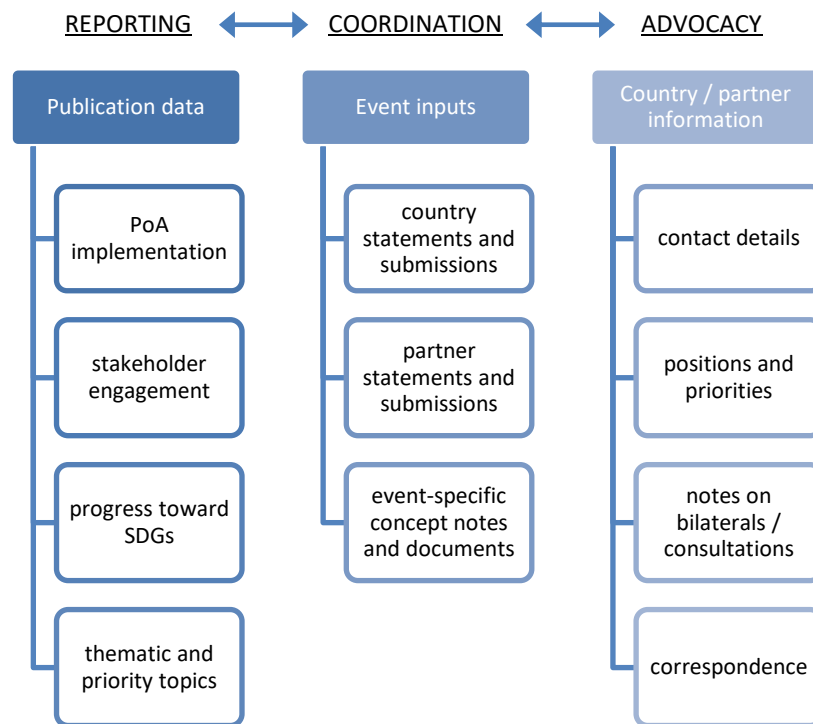 REPORTING
COORDINATION
ADVOCACY
Publication data
PoA
implementation
stakeholder
engagement
progress toward
SDGs
thematic and
priority topics
Event inputs
country
statements and
submissions
partner
statements and
submissions
event-specific
concept notes
and documents
Country / partner
information
contact details
positions and
priorities
notes on
bilaterals /
consultations
correspondence